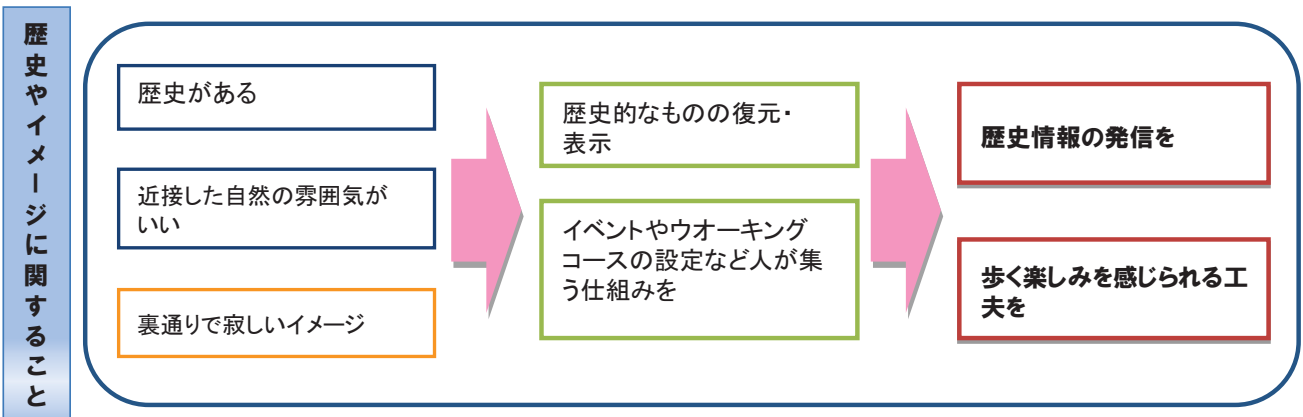 歴史やイメージに関すること
歴史がある
近接した自然の雰囲気が
いい
裏通りで寂しいイメージ
歴史的なものの復元・
表示
イベントやウオーキング
コースの設定など人が集
う仕組みを
歴史情報の発信を
歩く楽しみを感じられる工
夫を